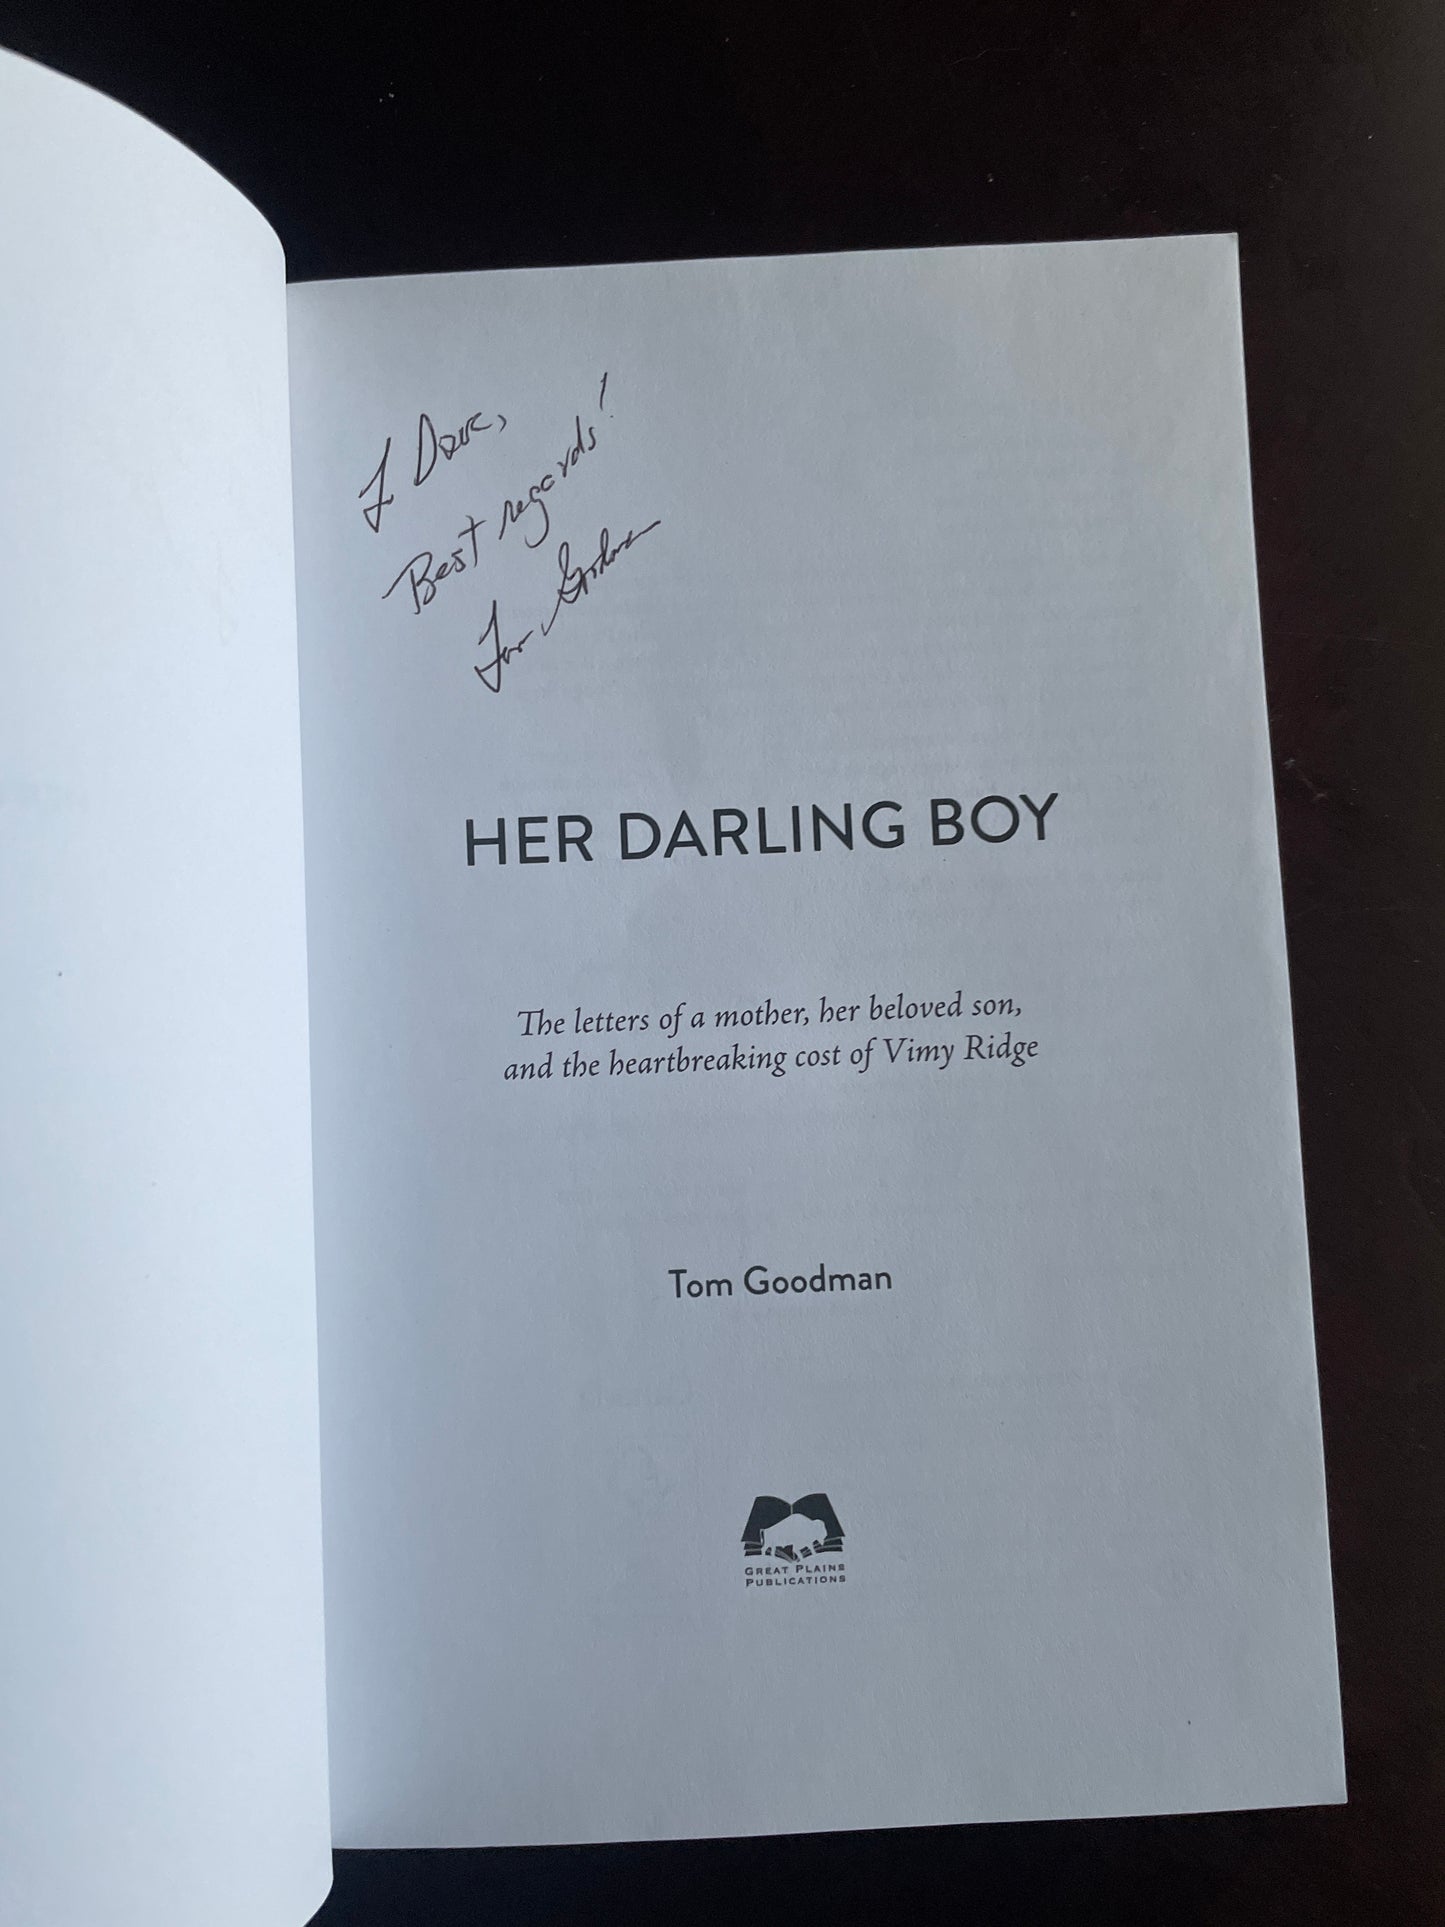 To Dave,
Best regards!
Tom Goodman
HER DARLING BOY
The letters of a mother, her beloved son,
and the heartbreaking cost of Vimy Ridge
Tom Goodman
GREAT PLAINS
PUBLICATIONS